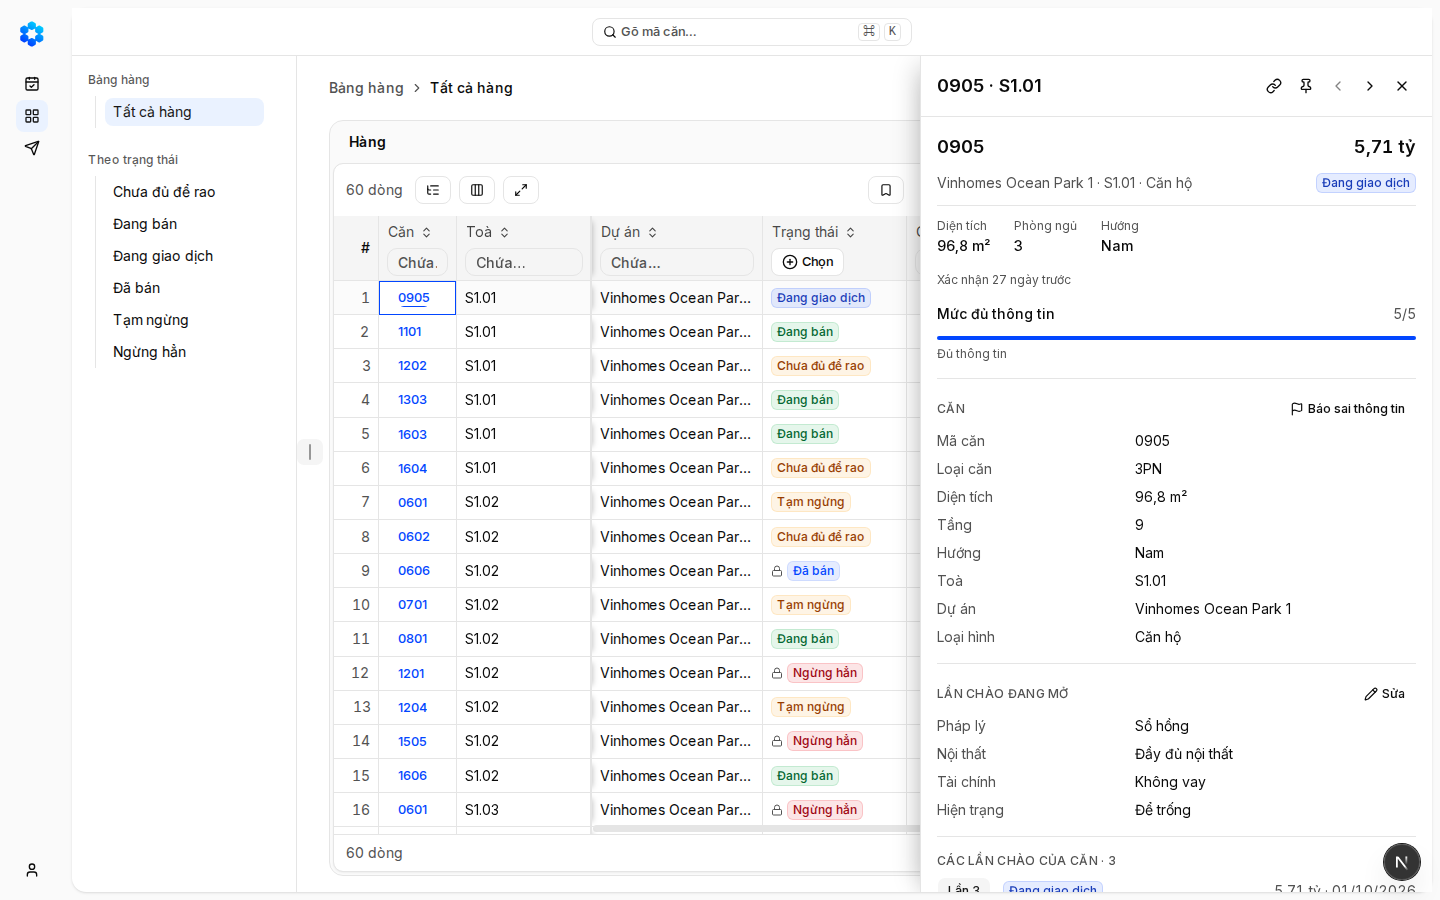 Gõ mã căn... ⌘ K
Bảng hàng
Tất cả hàng
Theo trạng thái
Chưa đủ để rao
Đang bán
Đang giao dịch
Đã bán
Tạm ngừng
Ngừng hẳn
Bảng hàng > Tất cả hàng
Hàng
60 dòng
# Căn Toà Dự án Trạng thái
Chứa. Chứa... Chứa... Chọn
1 0905 S1.01 Vinhomes Ocean Par... Đang giao dịch
2 1101 S1.01 Vinhomes Ocean Par... Đang bán
3 1202 S1.01 Vinhomes Ocean Par... Chưa đủ để rao
4 1303 S1.01 Vinhomes Ocean Par... Đang bán
5 1603 S1.01 Vinhomes Ocean Par... Đang bán
6 1604 S1.01 Vinhomes Ocean Par... Chưa đủ để rao
7 0601 S1.02 Vinhomes Ocean Par... Tạm ngừng
8 0602 S1.02 Vinhomes Ocean Par... Chưa đủ để rao
9 0606 S1.02 Vinhomes Ocean Par... Đã bán
10 0701 S1.02 Vinhomes Ocean Par... Tạm ngừng
11 0801 S1.02 Vinhomes Ocean Par... Đang bán
12 1201 S1.02 Vinhomes Ocean Par... Ngừng hẳn
13 1204 S1.02 Vinhomes Ocean Par... Tạm ngừng
14 1505 S1.02 Vinhomes Ocean Par... Ngừng hẳn
15 1606 S1.02 Vinhomes Ocean Par... Đang bán
16 0601 S1.03 Vinhomes Ocean Par... Ngừng hẳn
60 dòng
0905 · S1.01
0905 5,71 tỷ
Vinhomes Ocean Park 1 · S1.01 · Căn hộ Đang giao dịch
Diện tích Phòng ngủ Hướng
96,8 m² 3 Nam
Xác nhận 27 ngày trước
Mức đủ thông tin 5/5
Đủ thông tin
CĂN Báo sai thông tin
Mã căn 0905
Loại căn 3PN
Diện tích 96,8 m²
Tầng 9
Hướng Nam
Toà S1.01
Dự án Vinhomes Ocean Park 1
Loại hình Căn hộ
LẦN CHÀO ĐANG MỞ Sửa
Pháp lý Sổ hồng
Nội thất Đầy đủ nội thất
Tài chính Không vay
Hiện trạng Để trống
CÁC LẦN CHÀO CỦA CĂN · 3
Lần 3 Đang giao dịch 5,71 tỷ · 01/10/2026